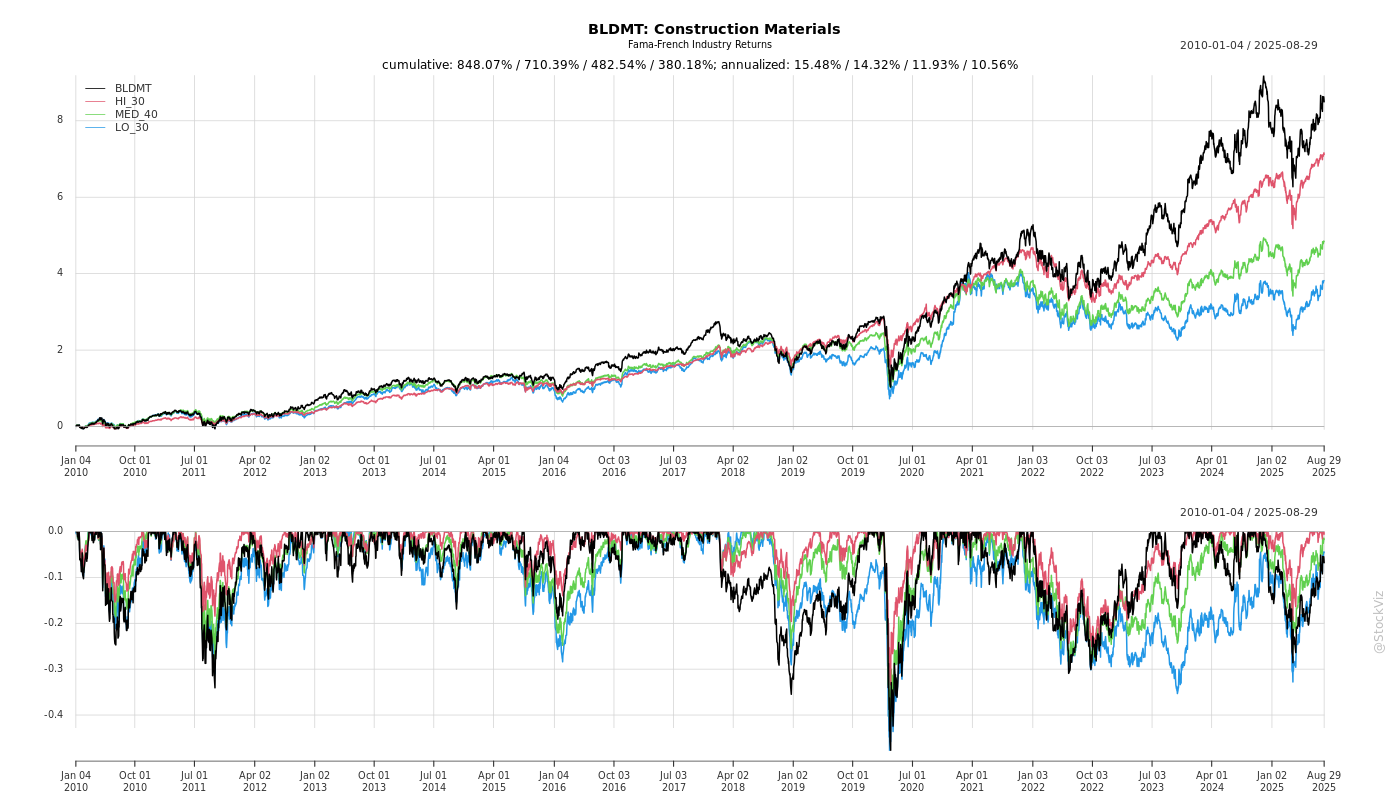 BLDMT: Construction Materials
Fama-French Industry Returns
2010-01-04 / 2025-08-29
cumulative: 848.07% / 710.39% / 482.54% / 380.18%; annualized: 15.48% / 14.32% / 11.93% / 10.56%
BLDMT
HI_30
MED_40
LO_30
8
6
4
2
0
Jan 04 Oct 01 Jul 01 Apr 02 Jan 02 Oct 01 Jul 01 Apr 01 Jan 04 Oct 03 Jul 03 Apr 02 Jan 02 Oct 01 Jul 01 Apr 01 Jan 03 Oct 03 Jul 03 Apr 01 Jan 02 Aug 29
2010 2010 2011 2012 2013 2013 2014 2015 2016 2016 2017 2018 2019 2019 2020 2021 2022 2022 2023 2024 2025 2025
2010-01-04 / 2025-08-29
0.0
-0.1
-0.2
-0.3
-0.4
Jan 04 Oct 01 Jul 01 Apr 02 Jan 02 Oct 01 Jul 01 Apr 01 Jan 04 Oct 03 Jul 03 Apr 02 Jan 02 Oct 01 Jul 01 Apr 01 Jan 03 Oct 03 Jul 03 Apr 01 Jan 02 Aug 29
2010 2010 2011 2012 2013 2013 2014 2015 2016 2016 2017 2018 2019 2019 2020 2021 2022 2022 2023 2024 2025 2025
@StockViz